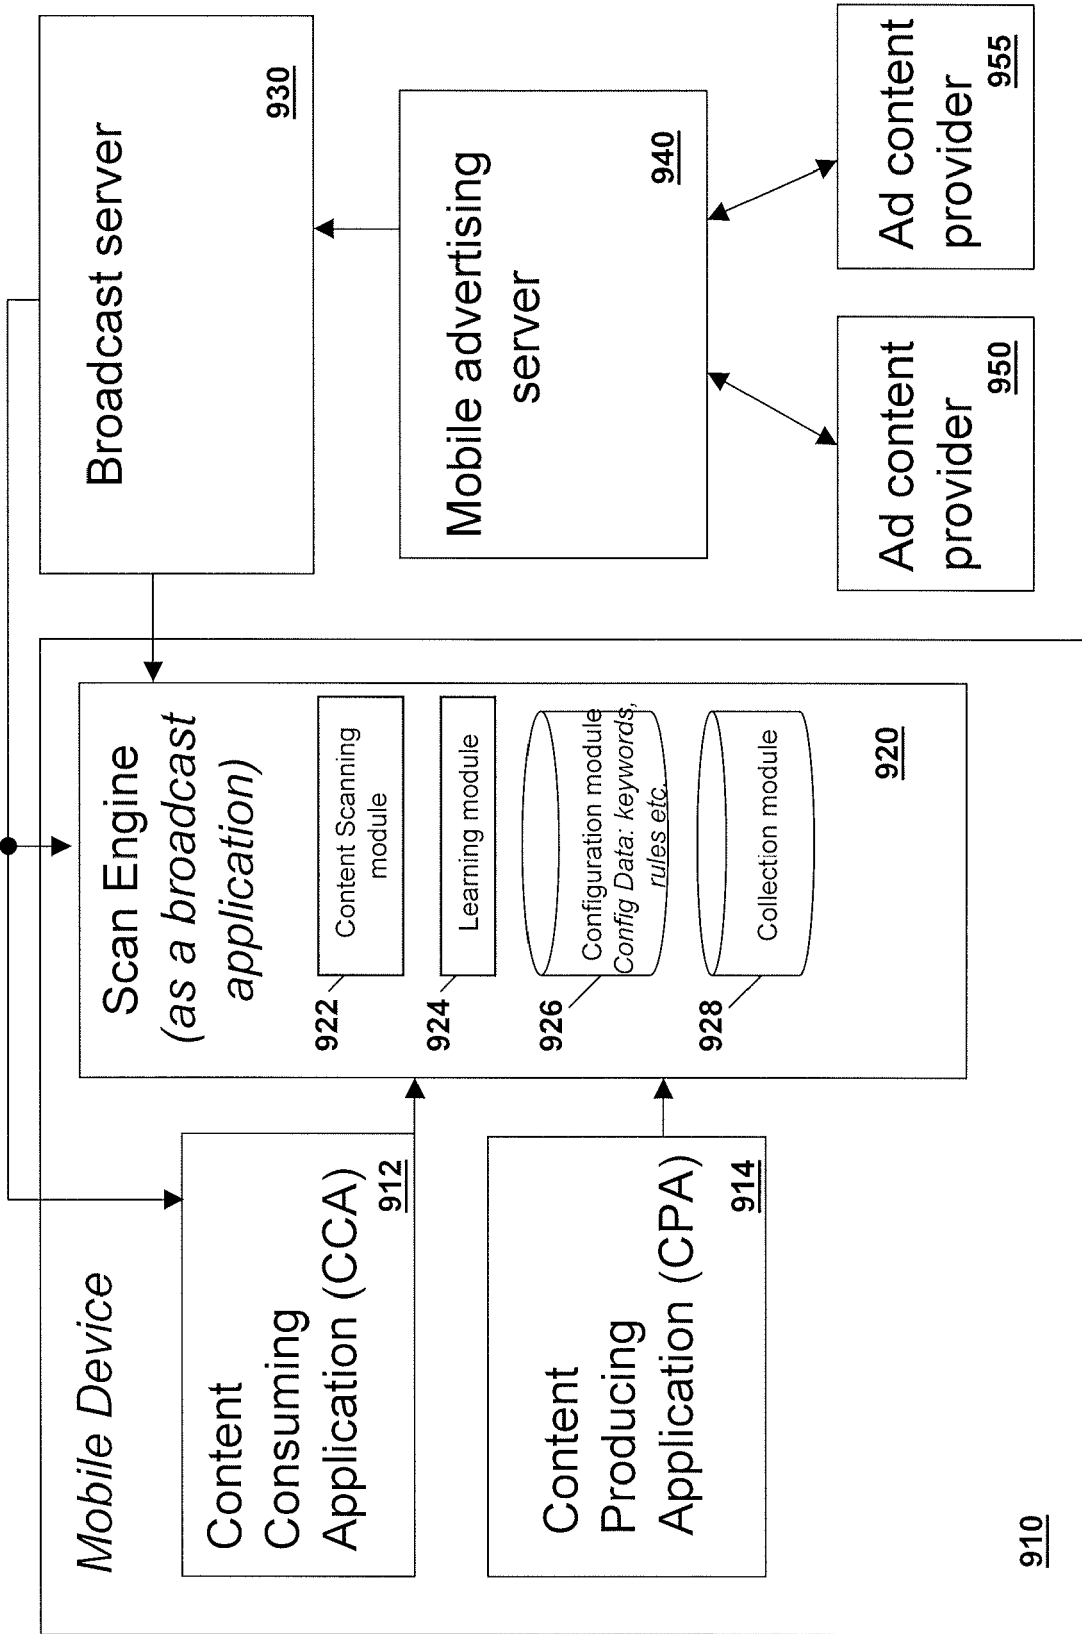 Mobile Device
Content
Consuming
Application (CCA)
912
Content
Producing
Application (CPA)
914
910
Scan Engine
(as a broadcast
application)
922
Content Scanning
module
924
Learning module
926
Configuration module
Config Data: keywords,
rules etc.
928
Collection module
920
Broadcast server
930
Mobile advertising
server
940
Ad content
provider
950
Ad content
provider
955